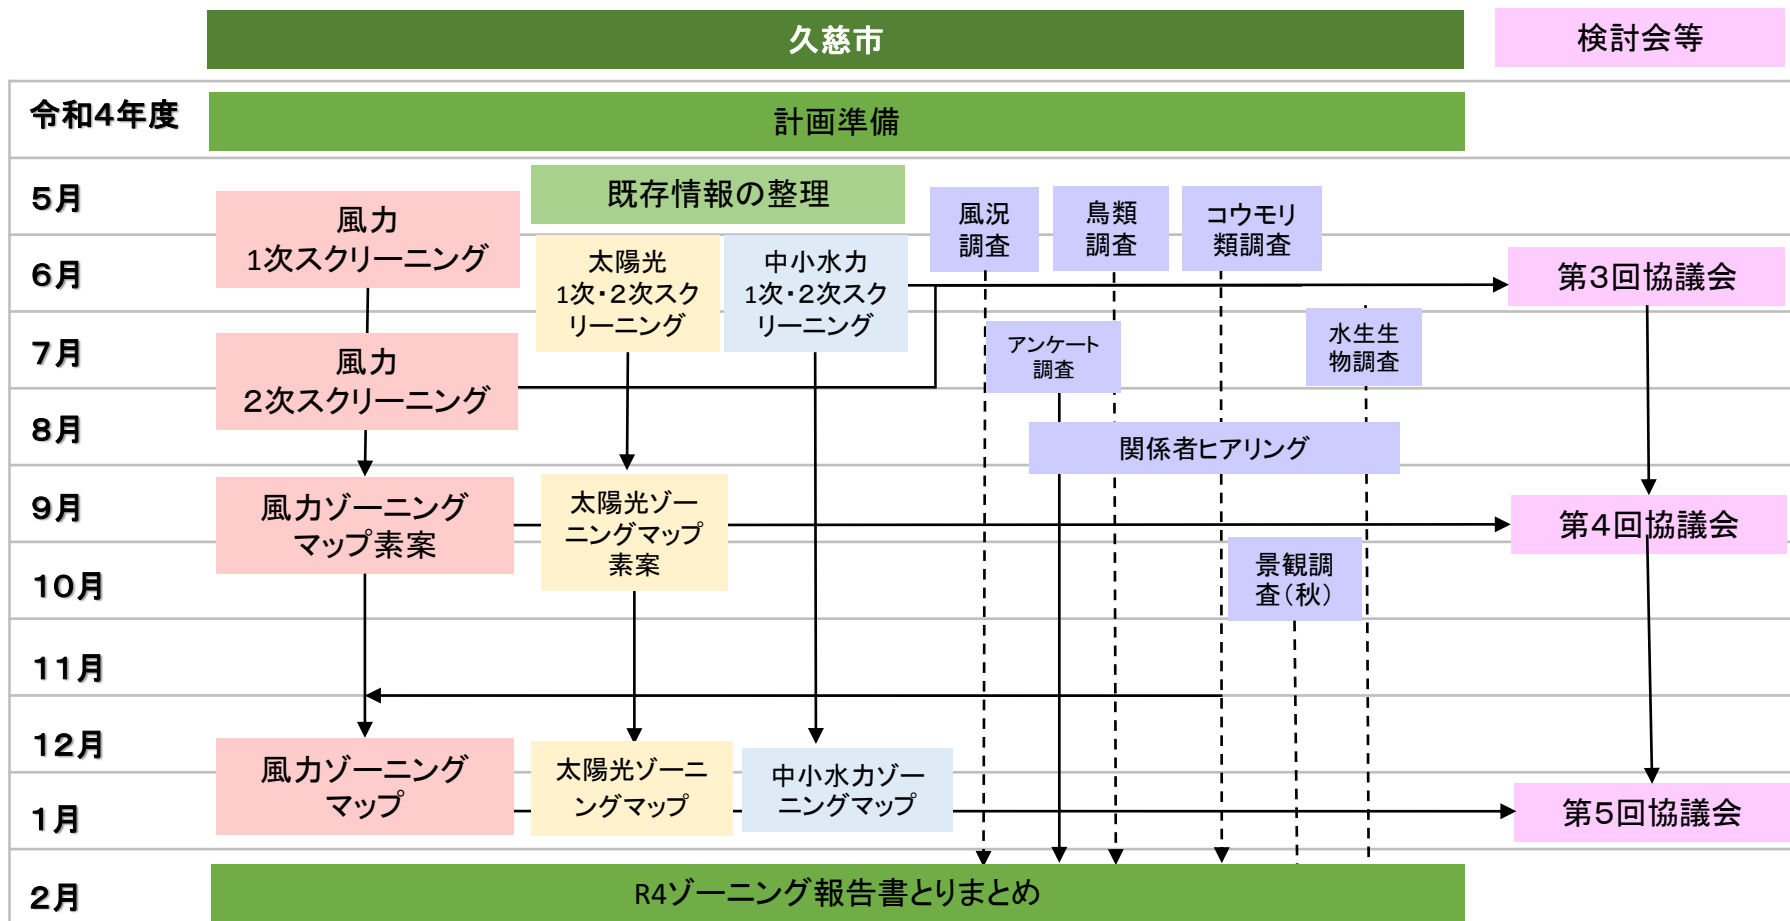 久慈市
検討会等
令和4年度
計画準備
5月
既存情報の整理
風力
1次スクリーニング
風況
調査
鳥類
調査
コウモリ
類調査
6月
太陽光
1次・2次スク
リーニング
中小水力
1次・2次スク
リーニング
第3回協議会
7月
風力
2次スクリーニング
アンケート
調査
水生生
物調査
8月
関係者ヒアリング
9月
風力ゾーニング
マップ素案
太陽光ゾー
ニングマップ
素案
第4回協議会
10月
景観調
査(秋)
11月
12月
風力ゾーニング
マップ
太陽光ゾーニ
ングマップ
中小水力ゾー
ニングマップ
1月
第5回協議会
2月
R4ゾーニング報告書とりまとめ